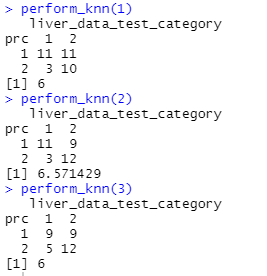 > perform_knn(1)
liver_data_test_category
prc 1 2
1 11 11
2 3 10
[1] 6
> perform_knn(2)
liver_data_test_category
prc 1 2
1 11 9
2 3 12
[1] 6.571429
> perform_knn(3)
liver_data_test_category
prc 1 2
1 9 9
2 5 12
[1] 6